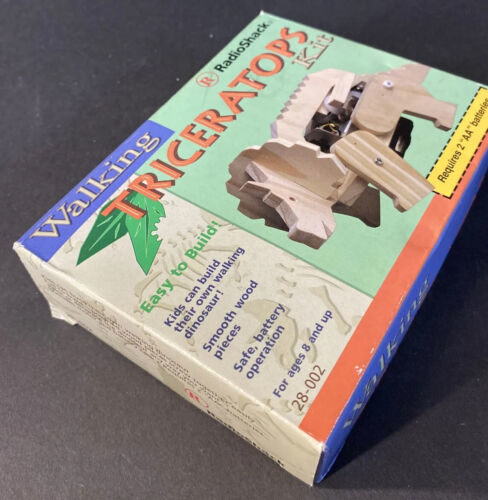 RadioShack®
Walking
TRICERATOPS
Kit
Requires 2 "AA" batteries
Easy to Build!
Kids can build
their own walking
dinosaur!
Smooth wood
pieces
Safe, battery
operation
For ages 8 and up
28-002
Walking
RadioShack